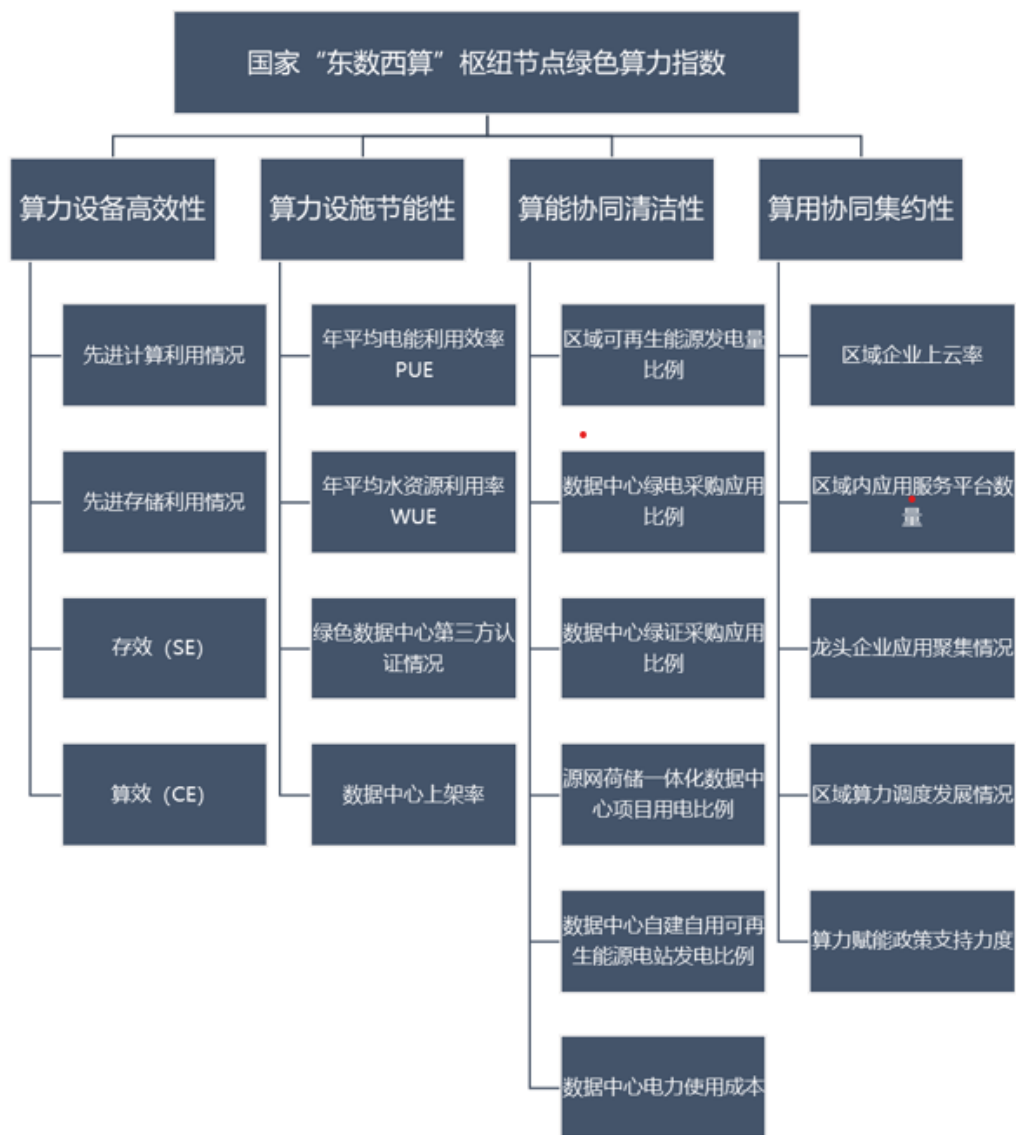 国家“东数西算”枢纽节点绿色算力指数
算力设备高效性
先进计算利用情况
先进存储利用情况
存效（SE）
算效（CE）
算力设施节能性
年平均电能利用效率
PUE
年平均水资源利用率
WUE
绿色数据中心第三方认
证情况
数据中心上架率
算能协同清洁性
区域可再生能源发电量
比例
数据中心绿电采购应用
比例
数据中心绿证采购应用
比例
源网荷储一体化数据中
心项目用电比例
数据中心自建自用可再
生能源电站发电比例
数据中心电力使用成本
算用协同集约性
区域企业上云率
区域内应用服务平台数
量
龙头企业应用聚集情况
区域算力调度发展情况
算力赋能政策支持力度